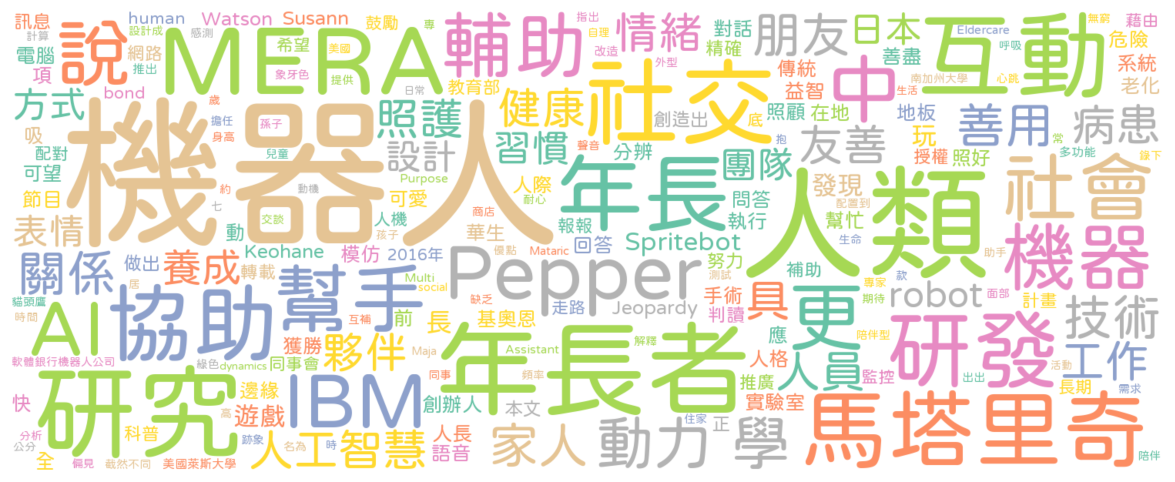 訊息 human Watson Susann 鼓勵 專 輔助 情緒 指出 對話 日本 互動 無窮 藉由
計算 電腦 說 感測 希望 美國 MERA 自理 改造 精確 朋友 善盡 Eldercare 危險
項 網路 推出 設計成 象牙色 提供 教育部 外型 社交 傳統 中 南加州大學 呼吸 心跳 系統
方式 bond 機器人 日常 照護 健康 創造出 益智 照顧 在地 地板 生活 老化
吸 擔任 歲 身高 孫子 設計 習慣 聲音 分辨 底 抱 友善 玩 善用 常 多功能 病患 錄下
配對 可望 兒童 年長 團隊 人類 授權 照好 社會
節目 約 動機 Purpose 可愛 人際 耐心 問答 發現 配置到
表情 七 交談 人機 商店 報報 執行 幫忙 生命
動 Keohane 模仿 孩子 華生 優點 回答 Spritebot 努力 機器
關係 做出 養成 轉載 2016年 Pepper Mataric 測試 補助 款 助手
貓頭鷹 居 幫手 Multi social 缺乏 走路 Jeopardy 手術 判讀 具 專家 期待 robot 面部 計畫 技術
時間 AI 協助 互補 前 長 基奧恩 更 應 陪伴型
軟體銀行機器人公司 綠色 dynamics 獲勝 同事會 夥伴 Maja 同事 Assistant 解釋 年長者 人格 人員 研發 出出 工作
快 研究 邊緣 IBM 頻率 推廣 監控 活動 長期 需求
高 遊戲 創辦人 本文 住家 實驗室
分析 公分 科普 跡象 人長 家人 動力 正 學 馬塔里奇
全 偏見 截然不同 名為 美國萊斯大學 人工智慧 時 語音 陪伴